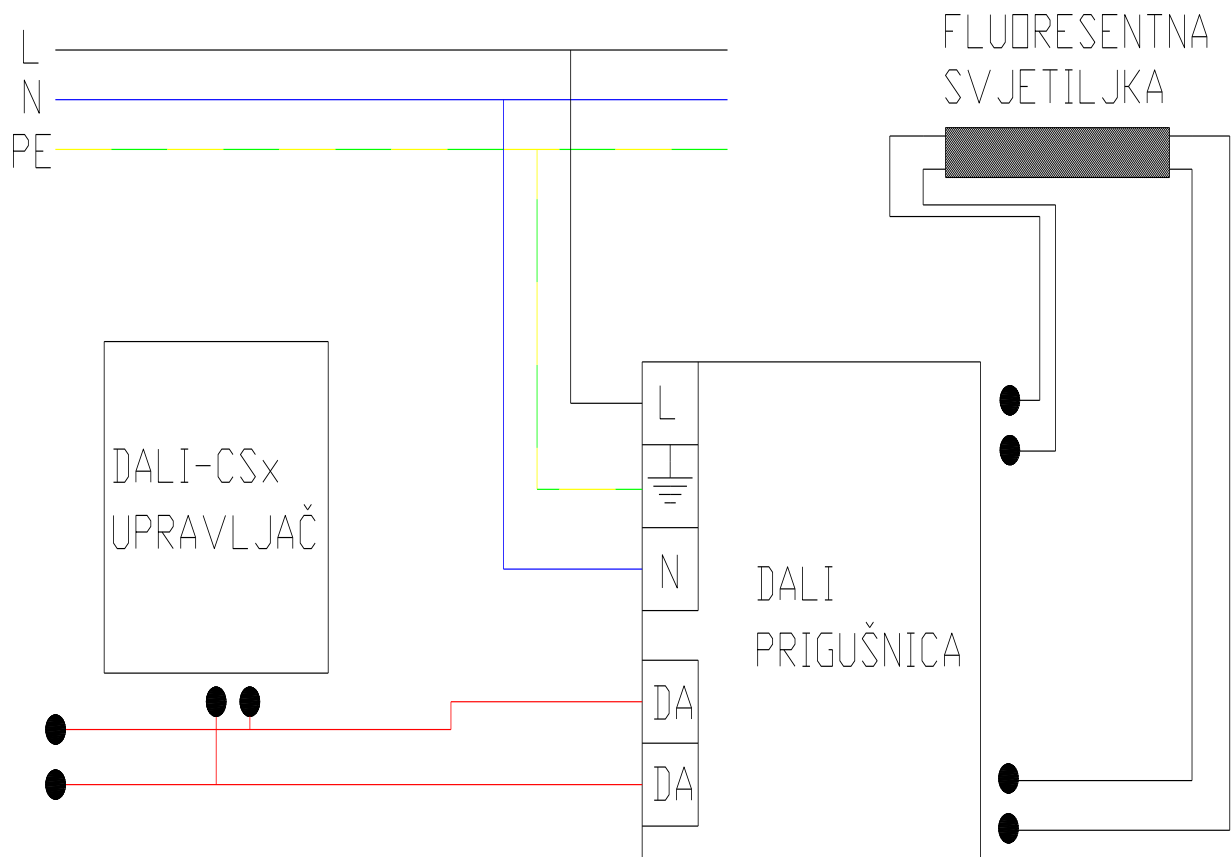 L
N
PE
FLUORESENTNA
SVJETILJKA
DALI-CSx
UPRAVLJAČ
L
N
DALI
PRIGUŠNICA
DA
DA